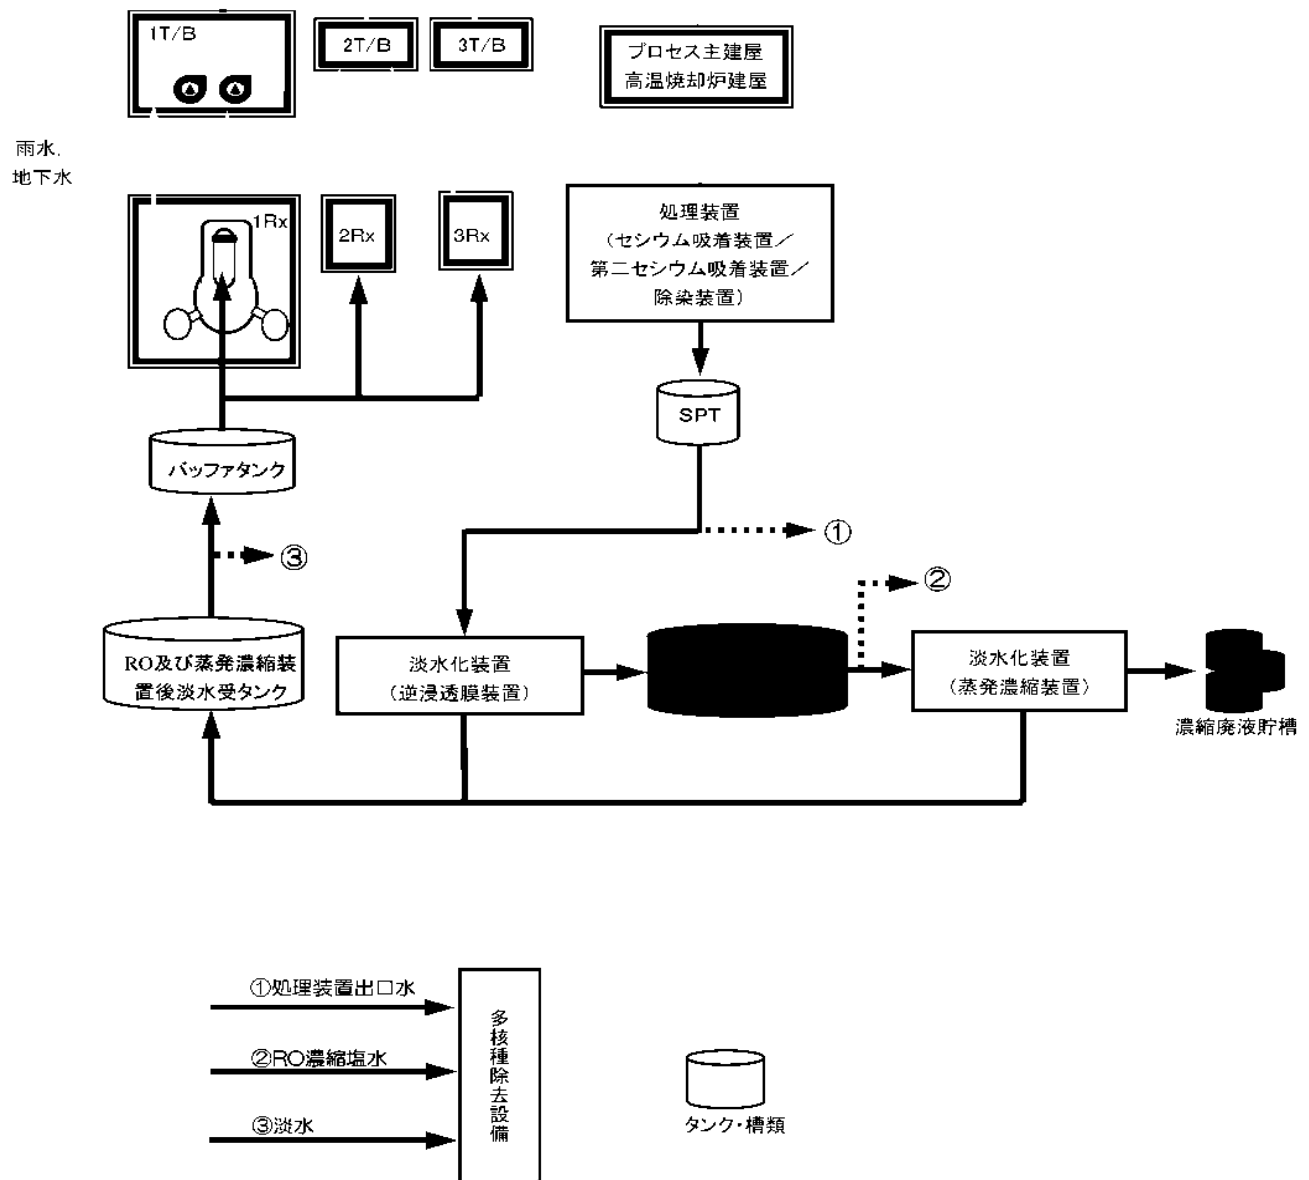 1T/B
2T/B
3T/B
プロセス主建屋
高温焼却炉建屋
雨水,
地下水
1Rx
2Rx
3Rx
処理装置
(セシウム吸着装置/
第二セシウム吸着装置/
除染装置)
SPT
バッファタンク
①
③
②
RO及び蒸発濃縮装
置後淡水受タンク
淡水化装置
(逆浸透膜装置)
淡水化装置
(蒸発濃縮装置)
濃縮廃液貯槽
①処理装置出口水
②RO濃縮塩水
③淡水
多核種除去設備
タンク・槽類